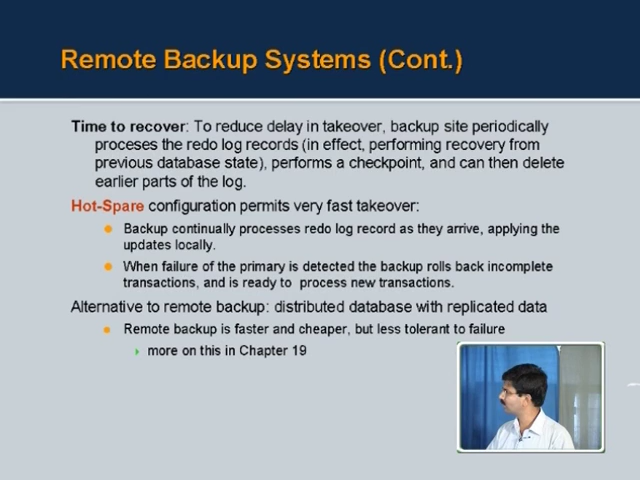 Remote Backup Systems (Cont.)
Time to recover: To reduce delay in takeover, backup site periodically
proceses the redo log records (in effect, performing recovery from
previous database state), performs a checkpoint, and can then delete
earlier parts of the log.
Hot-Spare configuration permits very fast takeover:
Backup continually processes redo log record as they arrive, applying the
updates locally.
When failure of the primary is detected the backup rolls back incomplete
transactions, and is ready to process new transactions.
Alternative to remote backup: distributed database with replicated data
Remote backup is faster and cheaper, but less tolerant to failure
more on this in Chapter 19